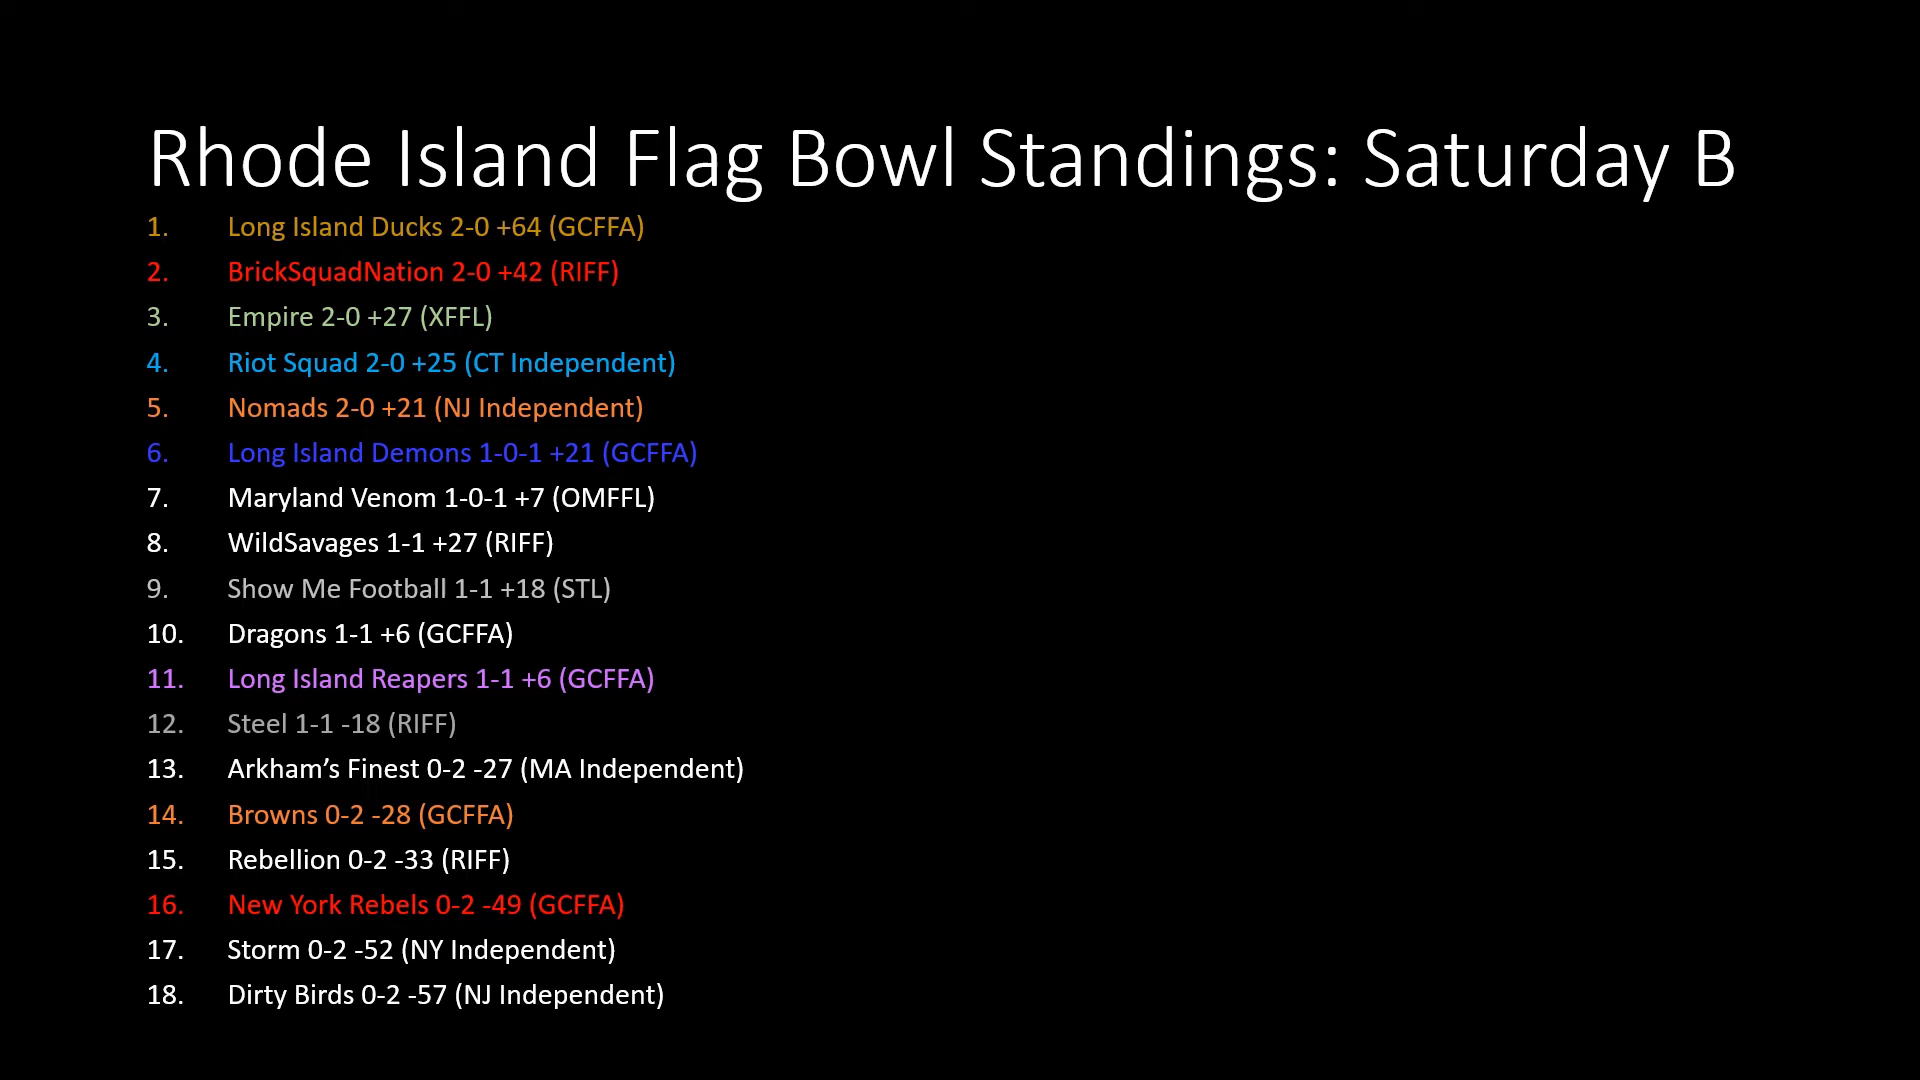 Rhode Island Flag Bowl Standings: Saturday B
1. Long Island Ducks 2-0 +64 (GCFFA)
2. BrickSquadNation 2-0 +42 (RIFF)
3. Empire 2-0 +27 (XFFL)
4. Riot Squad 2-0 +25 (CT Independent)
5. Nomads 2-0 +21 (NJ Independent)
6. Long Island Demons 1-0-1 +21 (GCFFA)
7. Maryland Venom 1-0-1 +7 (OMFFL)
8. WildSavages 1-1 +27 (RIFF)
9. Show Me Football 1-1 +18 (STL)
10. Dragons 1-1 +6 (GCFFA)
11. Long Island Reapers 1-1 +6 (GCFFA)
12. Steel 1-1 -18 (RIFF)
13. Arkham’s Finest 0-2 -27 (MA Independent)
14. Browns 0-2 -28 (GCFFA)
15. Rebellion 0-2 -33 (RIFF)
16. New York Rebels 0-2 -49 (GCFFA)
17. Storm 0-2 -52 (NY Independent)
18. Dirty Birds 0-2 -57 (NJ Independent)